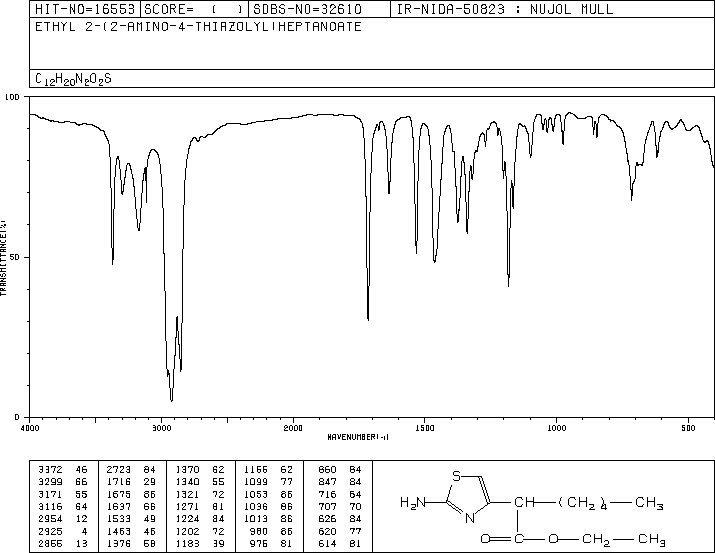 HIT-NO=16553 SCORE= ( ) SDBS-NO=32610 IR-NIDA-50823 : NUJOL MULL
ETHYL 2-(2-AMINO-4-THIAZOLYL)HEPTANOATE
C12H20N2O2S
100
50
0
TRANSMITTANCE(%)
4000 3000 2000 1500 1000 500
WAVENUMBER(-1)
3372 46 2723 84 1370 62 1166 62 860 84
3299 66 1716 29 1340 55 1099 77 847 84
3171 55 1675 86 1321 72 1053 86 716 64
3116 64 1637 66 1271 81 1036 86 707 70
2954 12 1533 49 1224 84 1013 86 626 84
2925 4 1463 46 1202 72 980 86 620 77
2855 13 1376 58 1183 39 976 81 614 81
S
H2N
N
CH
(CH2)4
CH3
O
C
O
CH2
CH3